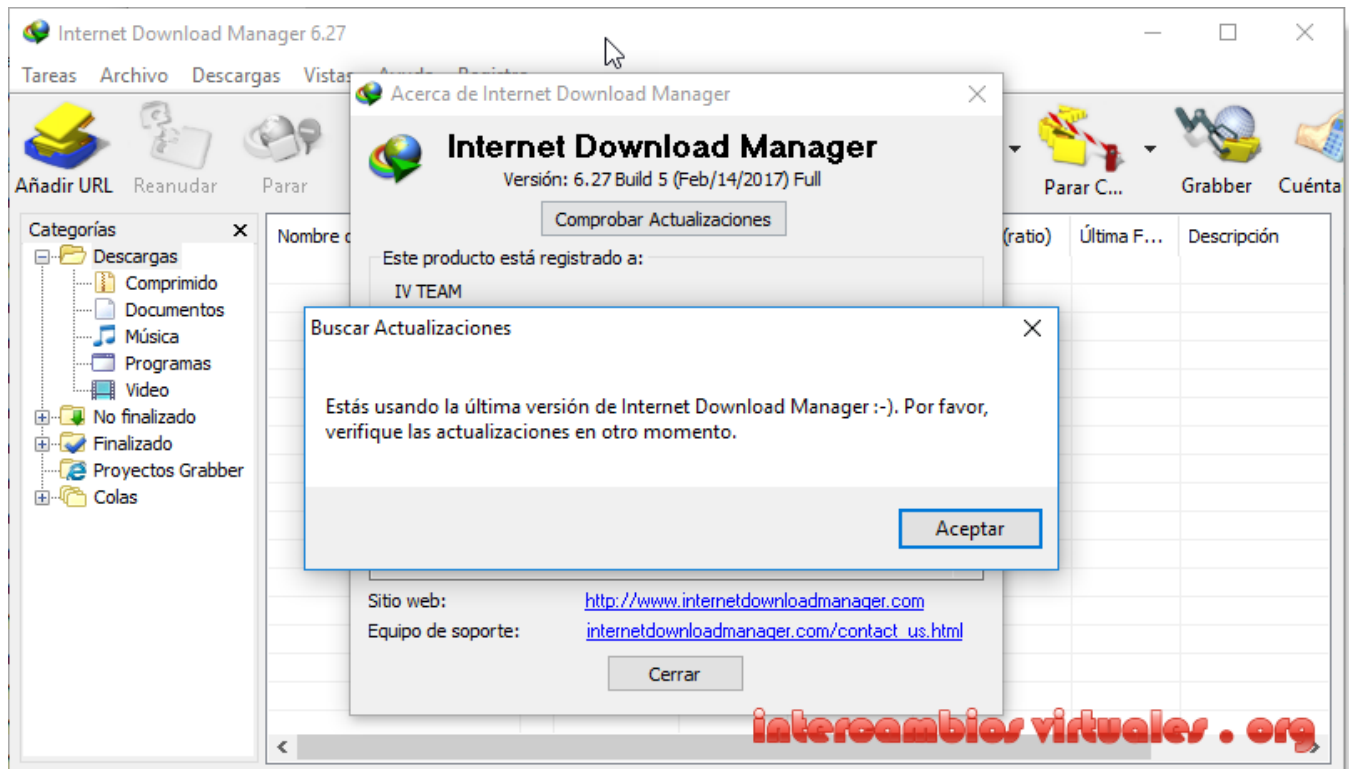 Internet Download Manager 6.27
Tareas Archivo Descargas Vistas
Acerca de Internet Download Manager
Internet Download Manager
Versión: 6.27 Build 5 (Feb/14/2017) Full
Añadir URL Reanudar Parar Parar C... Grabber
Comprobar Actualizaciones
Categorías
Nombre (ratio) Última F... Descripción
Descargas
Este producto está registrado a:
Comprimido
IV TEAM
Documentos
Buscar Actualizaciones
Música
Programas
Video
Estás usando la última versión de Internet Download Manager :-). Por favor,
verifique las actualizaciones en otro momento.
No finalizado
Finalizado
Proyectos Grabber
Colas
Aceptar
Sitio web: http://www.internetdownloadmanager.com
Equipo de soporte: internetdownloadmanager.com/contact_us.html
Cerrar
intercambios virtuales . org